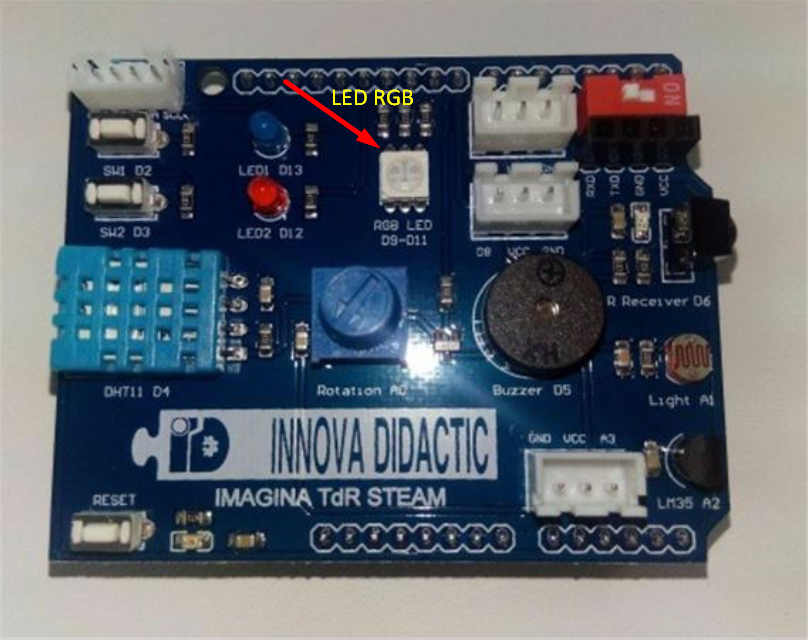 LED RGB
ON
SW1 D2
LED1 D13
SW2 D3
LED2 D12
RGB LED
D9-D11
RXD
TXD
GND
VCC
D8 VCC GND
R Receiver D6
DHT11 D4
Rotation A0
Buzzer D5
Light A1
ID INNOVA DIDACTIC
IMAGINA TdR STEAM
GND VCC A3
LM35 A2
RESET